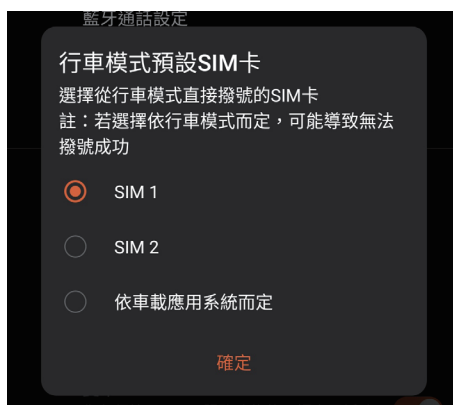 藍牙通話設定
行車模式預設SIM卡
選擇從行車模式直接撥號的SIM卡
註：若選擇依行車模式而定，可能導致無法
撥號成功
SIM 1
SIM 2
依車載應用系統而定
確定